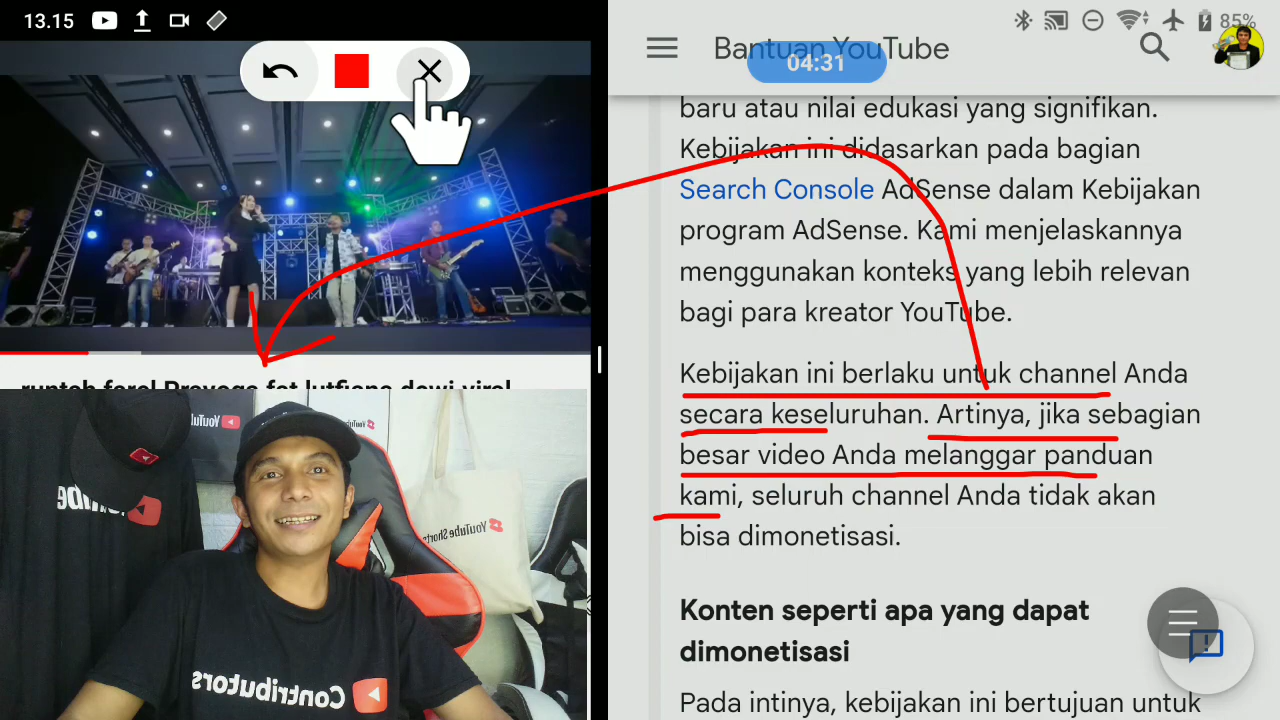 13.15
85%
Bantuan YouTube
04:31
baru atau nilai edukasi yang signifikan.
Kebijakan ini didasarkan pada bagian
Search Console AdSense dalam Kebijakan
program AdSense. Kami menjelaskannya
menggunakan konteks yang lebih relevan
bagi para kreator YouTube.
Kebijakan ini berlaku untuk channel Anda
secara keseluruhan. Artinya, jika sebagian
besar video Anda melanggar panduan
kami, seluruh channel Anda tidak akan
bisa dimonetisasi.
Konten seperti apa yang dapat
dimonetisasi
Pada intinya, kebijakan ini bertujuan untuk
YouTube
YouTube Shorts
Contributors